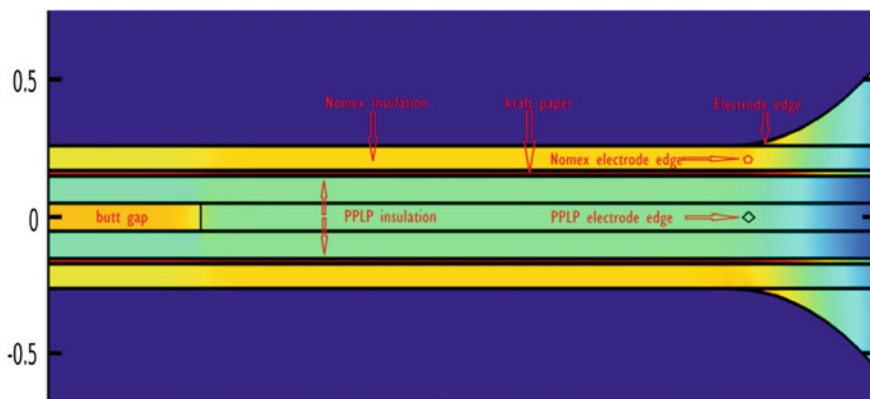 0.5
Nomex insulation
kraft paper
Electrode edge
Nomex electrode edge
0
butt gap
PPLP insulation
PPLP electrode edge
-0.5